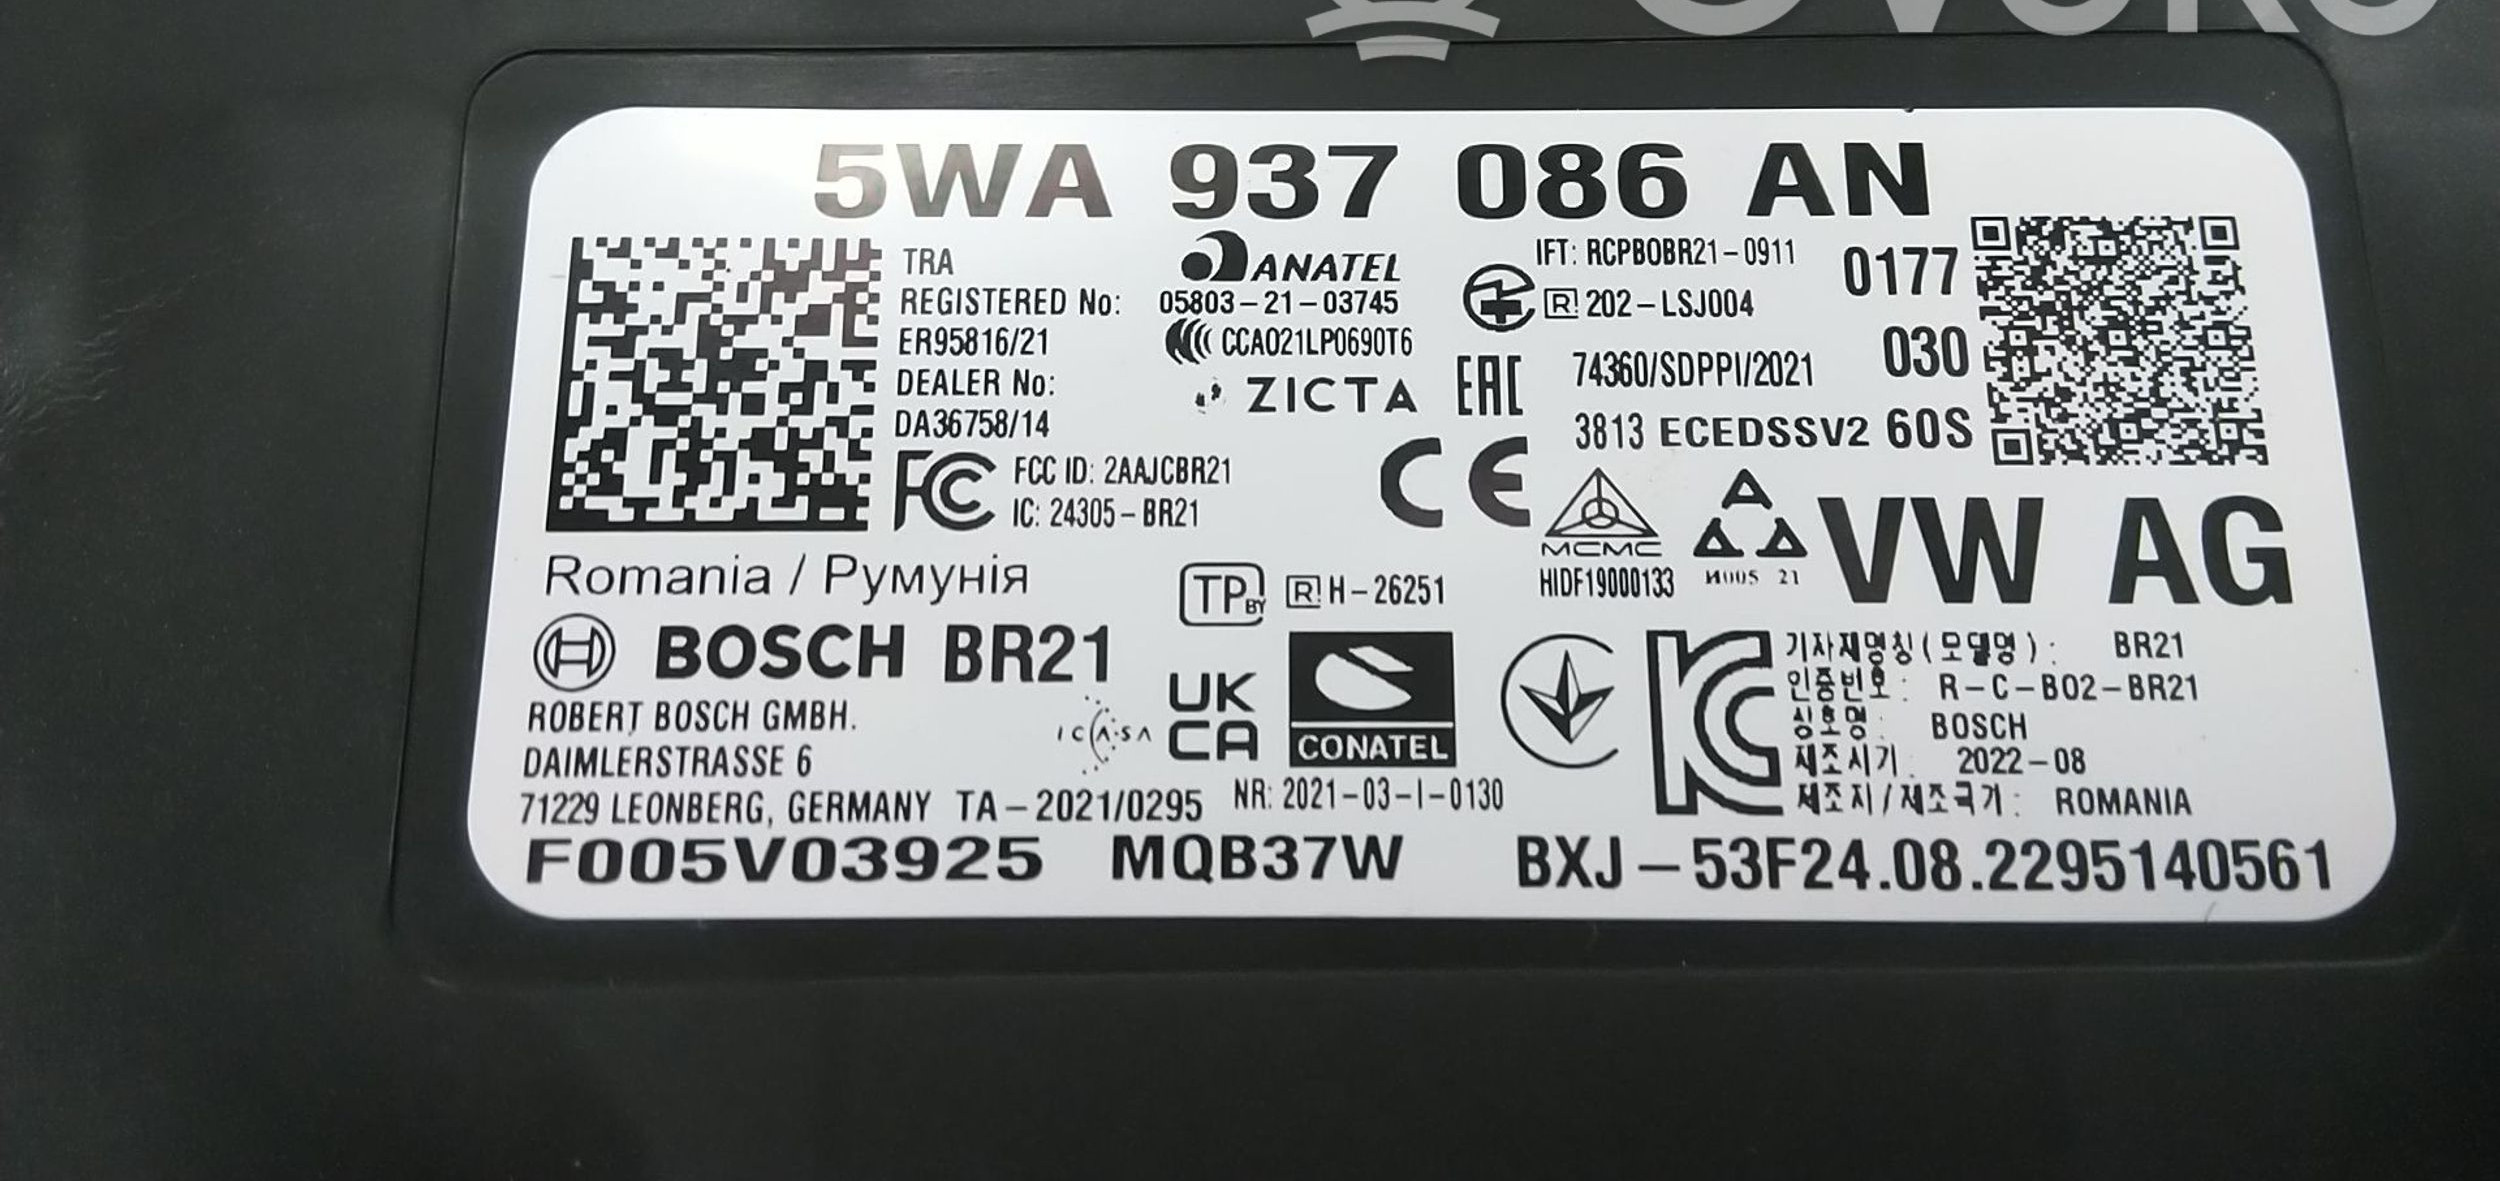 5WA 937 086 AN
TRA
REGISTERED No:
ER95816/21
DEALER No:
DA36758/14
ANATEL
05803-21-03745
CCAO21LP0690T6
ZICTA
EAC
IFT: RCPBOBR21-0911
R 202-LSJ004
74360/SDPPI/2021
3813 ECEDSSV2 60S
0177
030
FC FCC ID: 2AAJCBR21
IC: 24305-BR21
CE
MCMC
HIDF19000133
VW AG
Romania / Румунія
TP BY
R H-26251
BOSCH BR21
ROBERT BOSCH GMBH.
DAIMLERSTRASSE 6
71229 LEONBERG, GERMANY
ICASA
TA-2021/0295
UK
CA
CONATEL
NR: 2021-03-I-0130
KC
기자재명칭(모델명): BR21
인증번호: R-C-B02-BR21
상호명: BOSCH
제조시기: 2022-08
제조자/제조국가: ROMANIA
F005V03925 MQB37W BXJ-53F24.08.2295140561